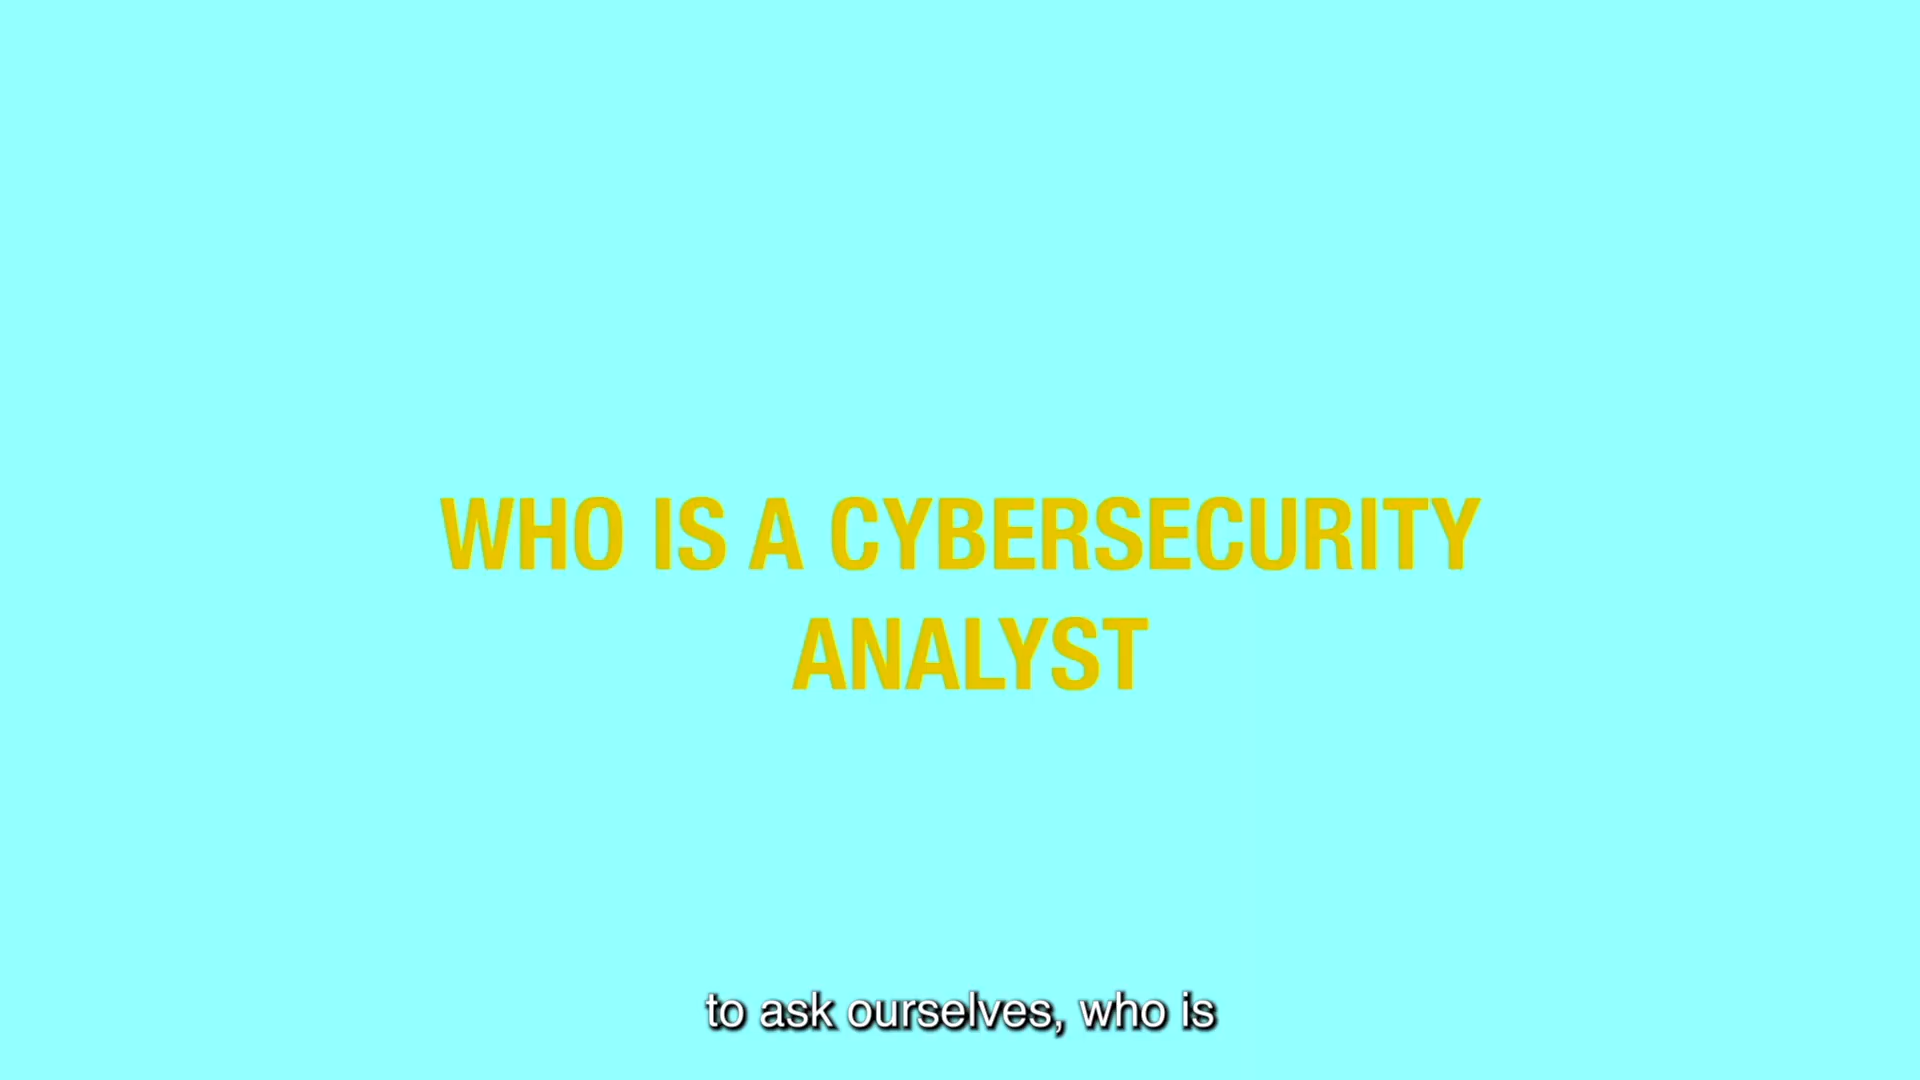 WHO IS A CYBERSECURITY
ANALYST
to ask ourselves, who is